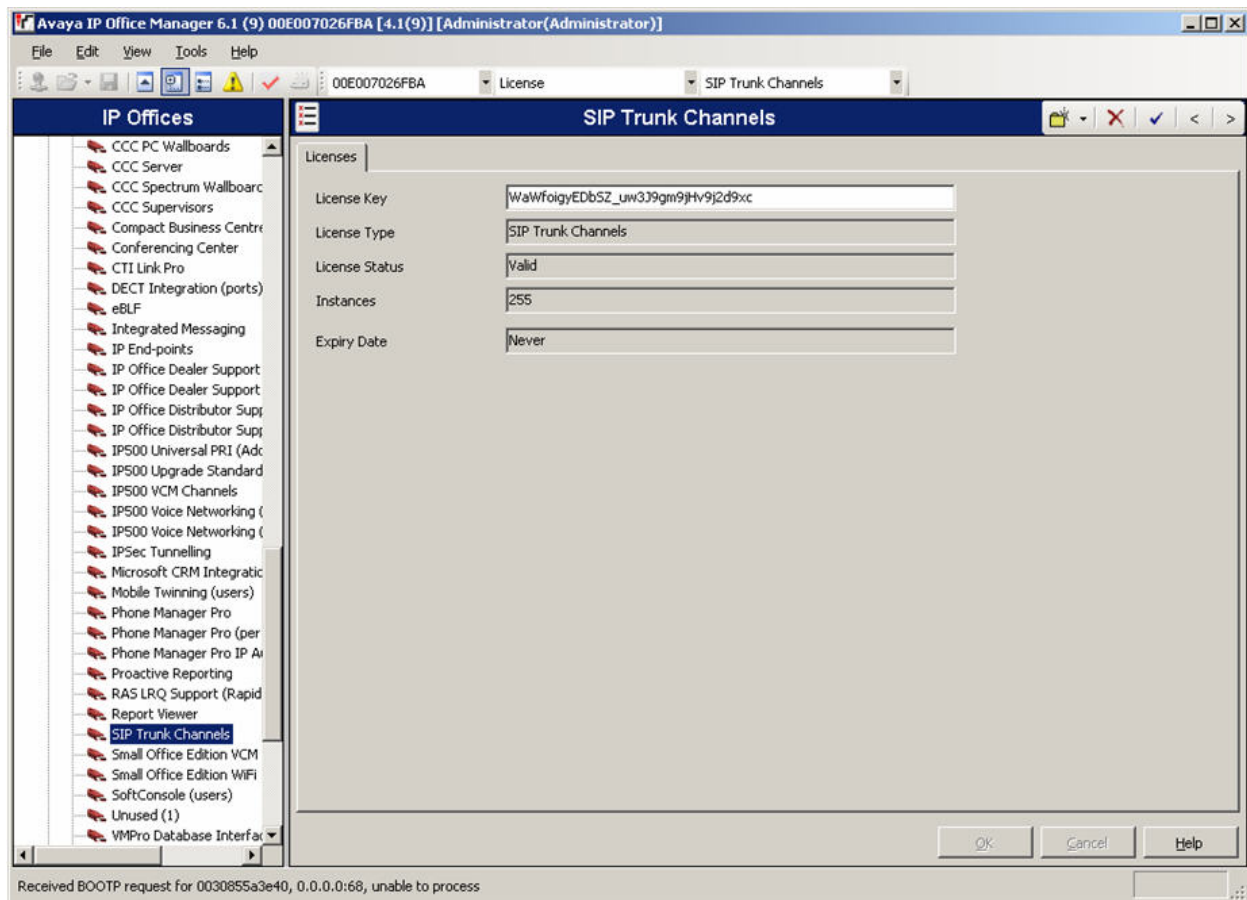 Avaya IP Office Manager 6.1 (9) 00E007026FBA [4.1(9)] [Administrator(Administrator)]
File Edit View Tools Help
00E007026FBA License SIP Trunk Channels
IP Offices
SIP Trunk Channels
CCC PC Wallboards
CCC Server
CCC Spectrum Wallboarc
CCC Supervisors
Compact Business Centre
Conferencing Center
CTI Link Pro
DECT Integration (ports)
eBLF
Integrated Messaging
IP End-points
IP Office Dealer Support
IP Office Dealer Support
IP Office Distributor Supp
IP Office Distributor Supp
IP500 Universal PRI (Adc
IP500 Upgrade Standard
IP500 VCM Channels
IP500 Voice Networking (
IP500 Voice Networking (
IPSec Tunnelling
Microsoft CRM Integratic
Mobile Twinning (users)
Phone Manager Pro
Phone Manager Pro (per
Phone Manager Pro IP Au
Proactive Reporting
RAS LRQ Support (Rapid
Report Viewer
SIP Trunk Channels
Small Office Edition VCM
Small Office Edition WiFi
SoftConsole (users)
Unused (1)
VMPro Database Interfac
Licenses
License Key WaWfoigyEDbSZ_uw3J9gm9jHv9j2d9xc
License Type SIP Trunk Channels
License Status Valid
Instances 255
Expiry Date Never
OK Cancel Help
Received BOOTP request for 0030855a3e40, 0.0.0.0:68, unable to process